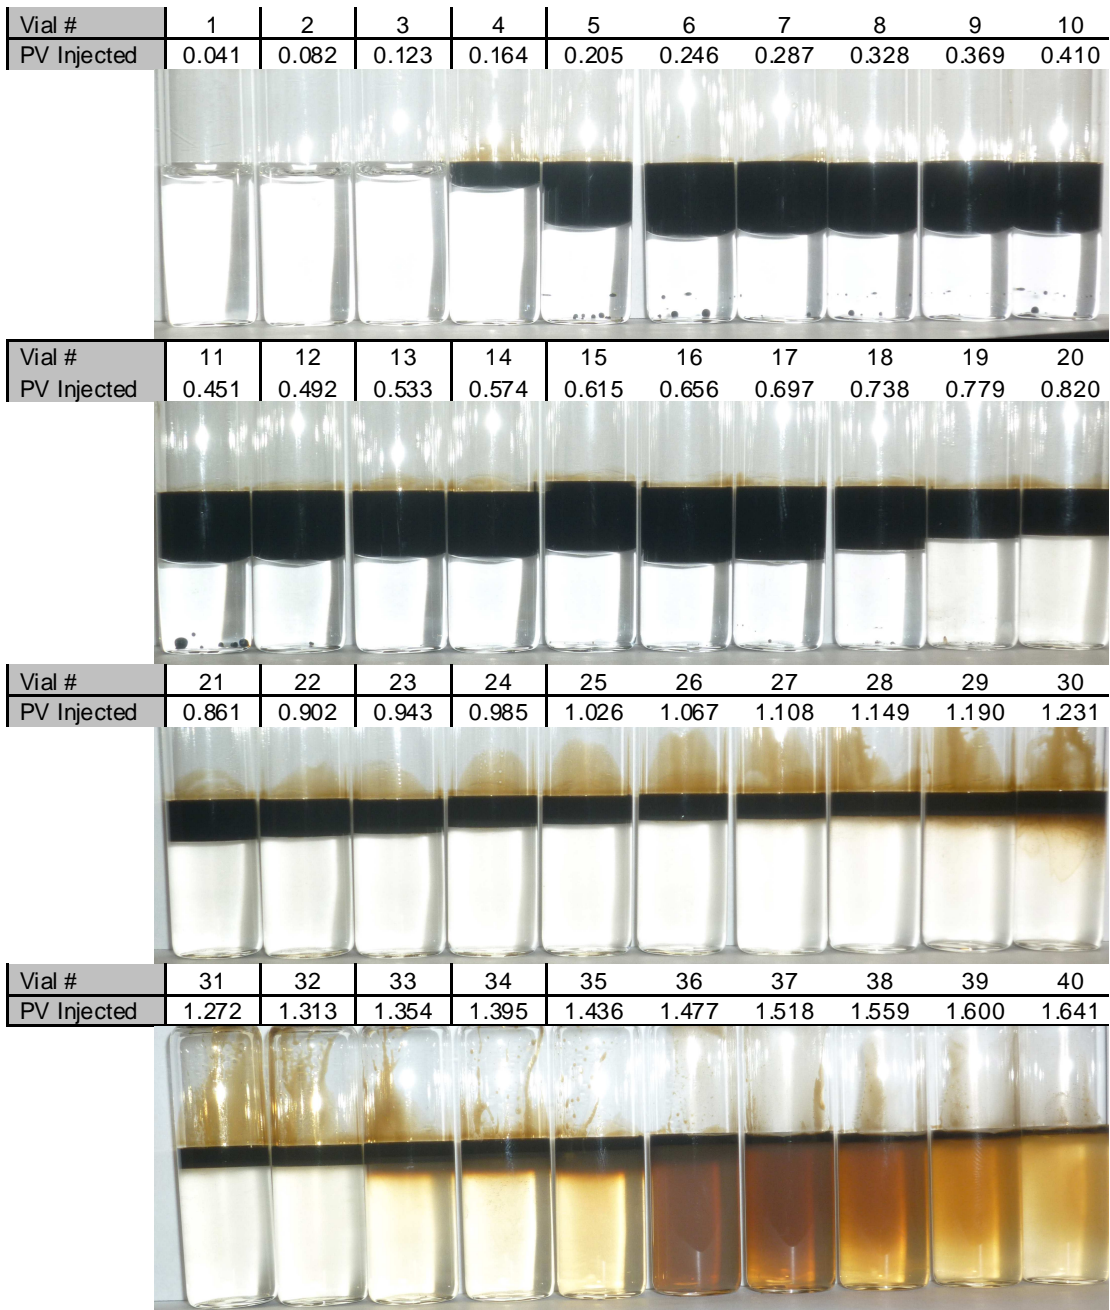 Vial # 1 2 3 4 5 6 7 8 9 10
PV Injected 0.041 0.082 0.123 0.164 0.205 0.246 0.287 0.328 0.369 0.410
Vial # 11 12 13 14 15 16 17 18 19 20
PV Injected 0.451 0.492 0.533 0.574 0.615 0.656 0.697 0.738 0.779 0.820
Vial # 21 22 23 24 25 26 27 28 29 30
PV Injected 0.861 0.902 0.943 0.985 1.026 1.067 1.108 1.149 1.190 1.231
Vial # 31 32 33 34 35 36 37 38 39 40
PV Injected 1.272 1.313 1.354 1.395 1.436 1.477 1.518 1.559 1.600 1.641